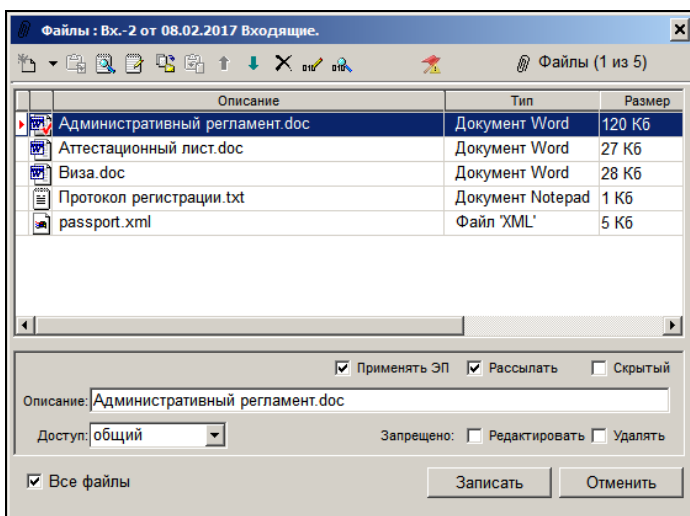 Файлы : Вх.-2 от 08.02.2017 Входящие.
Файлы (1 из 5)
Описание Тип Размер
Административный регламент.doc Документ Word 120 Кб
Аттестационный лист.doc Документ Word 27 Кб
Виза.doc Документ Word 28 Кб
Протокол регистрации.txt Документ Notepad 1 Кб
passport.xml Файл 'XML' 5 Кб
Применять ЭП Рассылать Скрытый
Описание: Административный регламент.doc
Доступ: общий Запрещено: Редактировать Удалять
Все файлы Записать Отменить